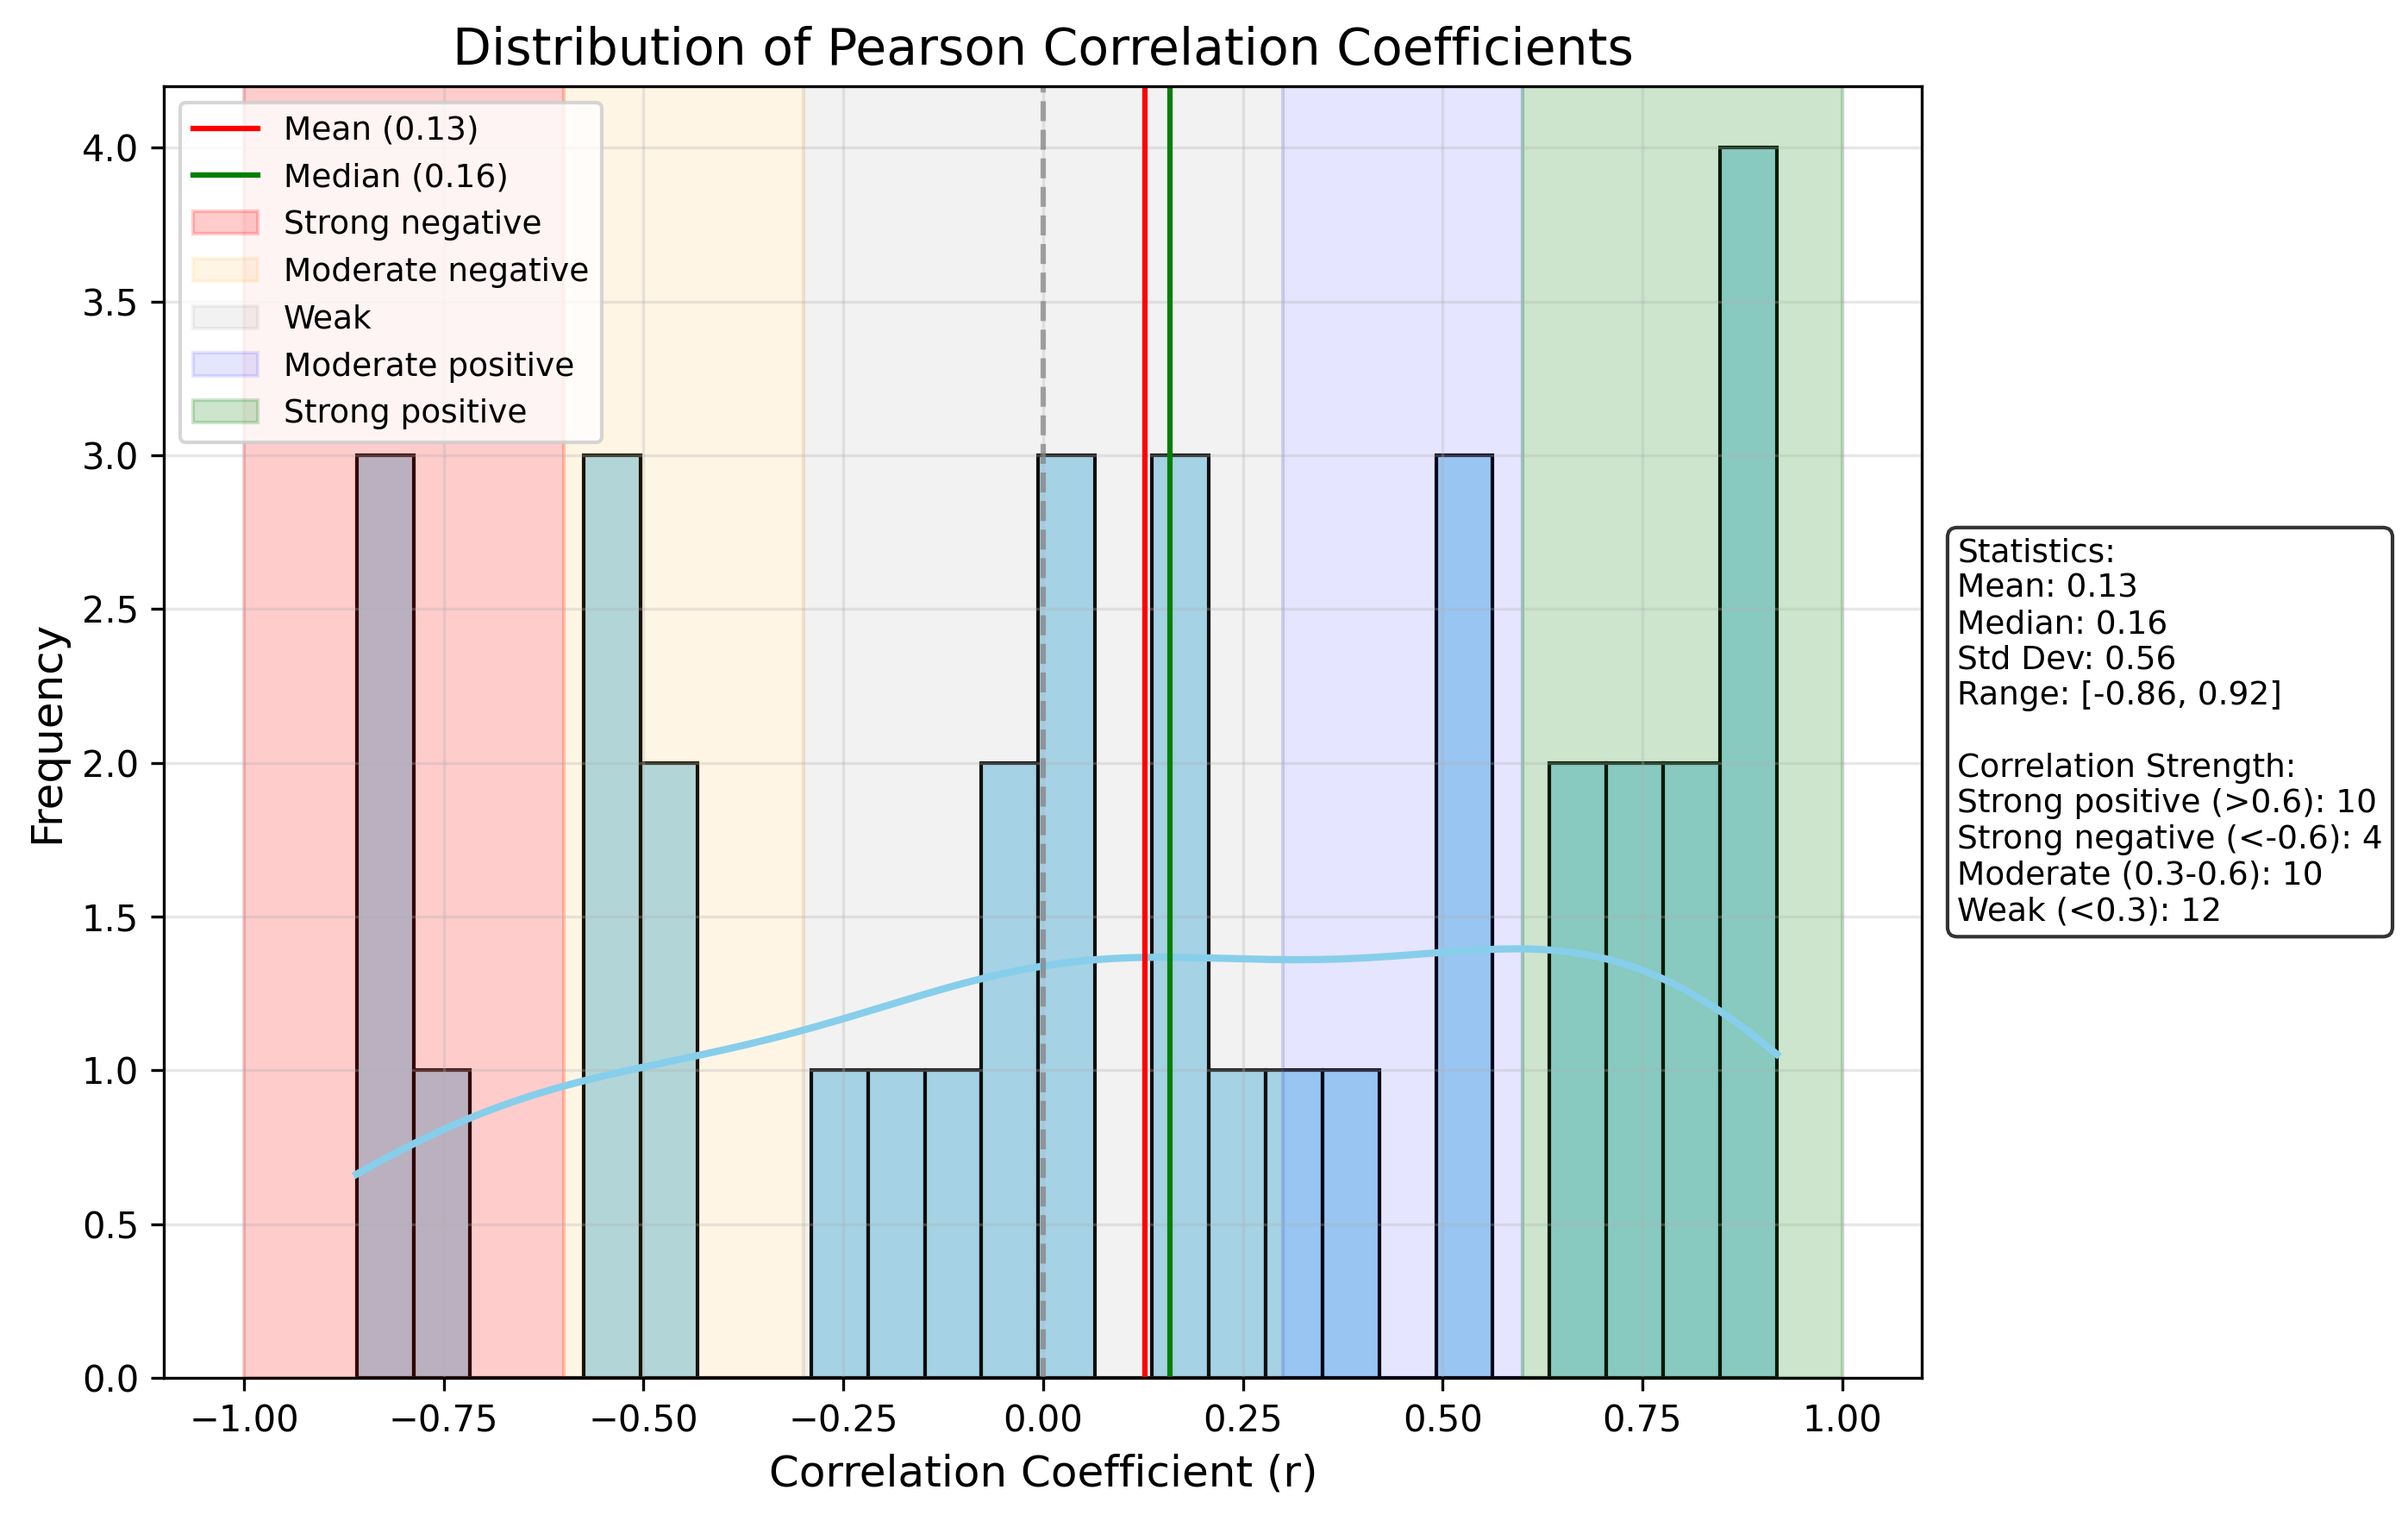 Distribution of Pearson Correlation Coefficients
Mean (0.13)
Median (0.16)
Strong negative
Moderate negative
Weak
Moderate positive
Strong positive
Frequency
4.0
3.5
3.0
2.5
2.0
1.5
1.0
0.5
0.0
−1.00
−0.75
−0.50
−0.25
0.00
0.25
0.50
0.75
1.00
Correlation Coefficient (r)
Statistics:
Mean: 0.13
Median: 0.16
Std Dev: 0.56
Range: [-0.86, 0.92]
Correlation Strength:
Strong positive (>0.6): 10
Strong negative (<-0.6): 4
Moderate (0.3-0.6): 10
Weak (<0.3): 12